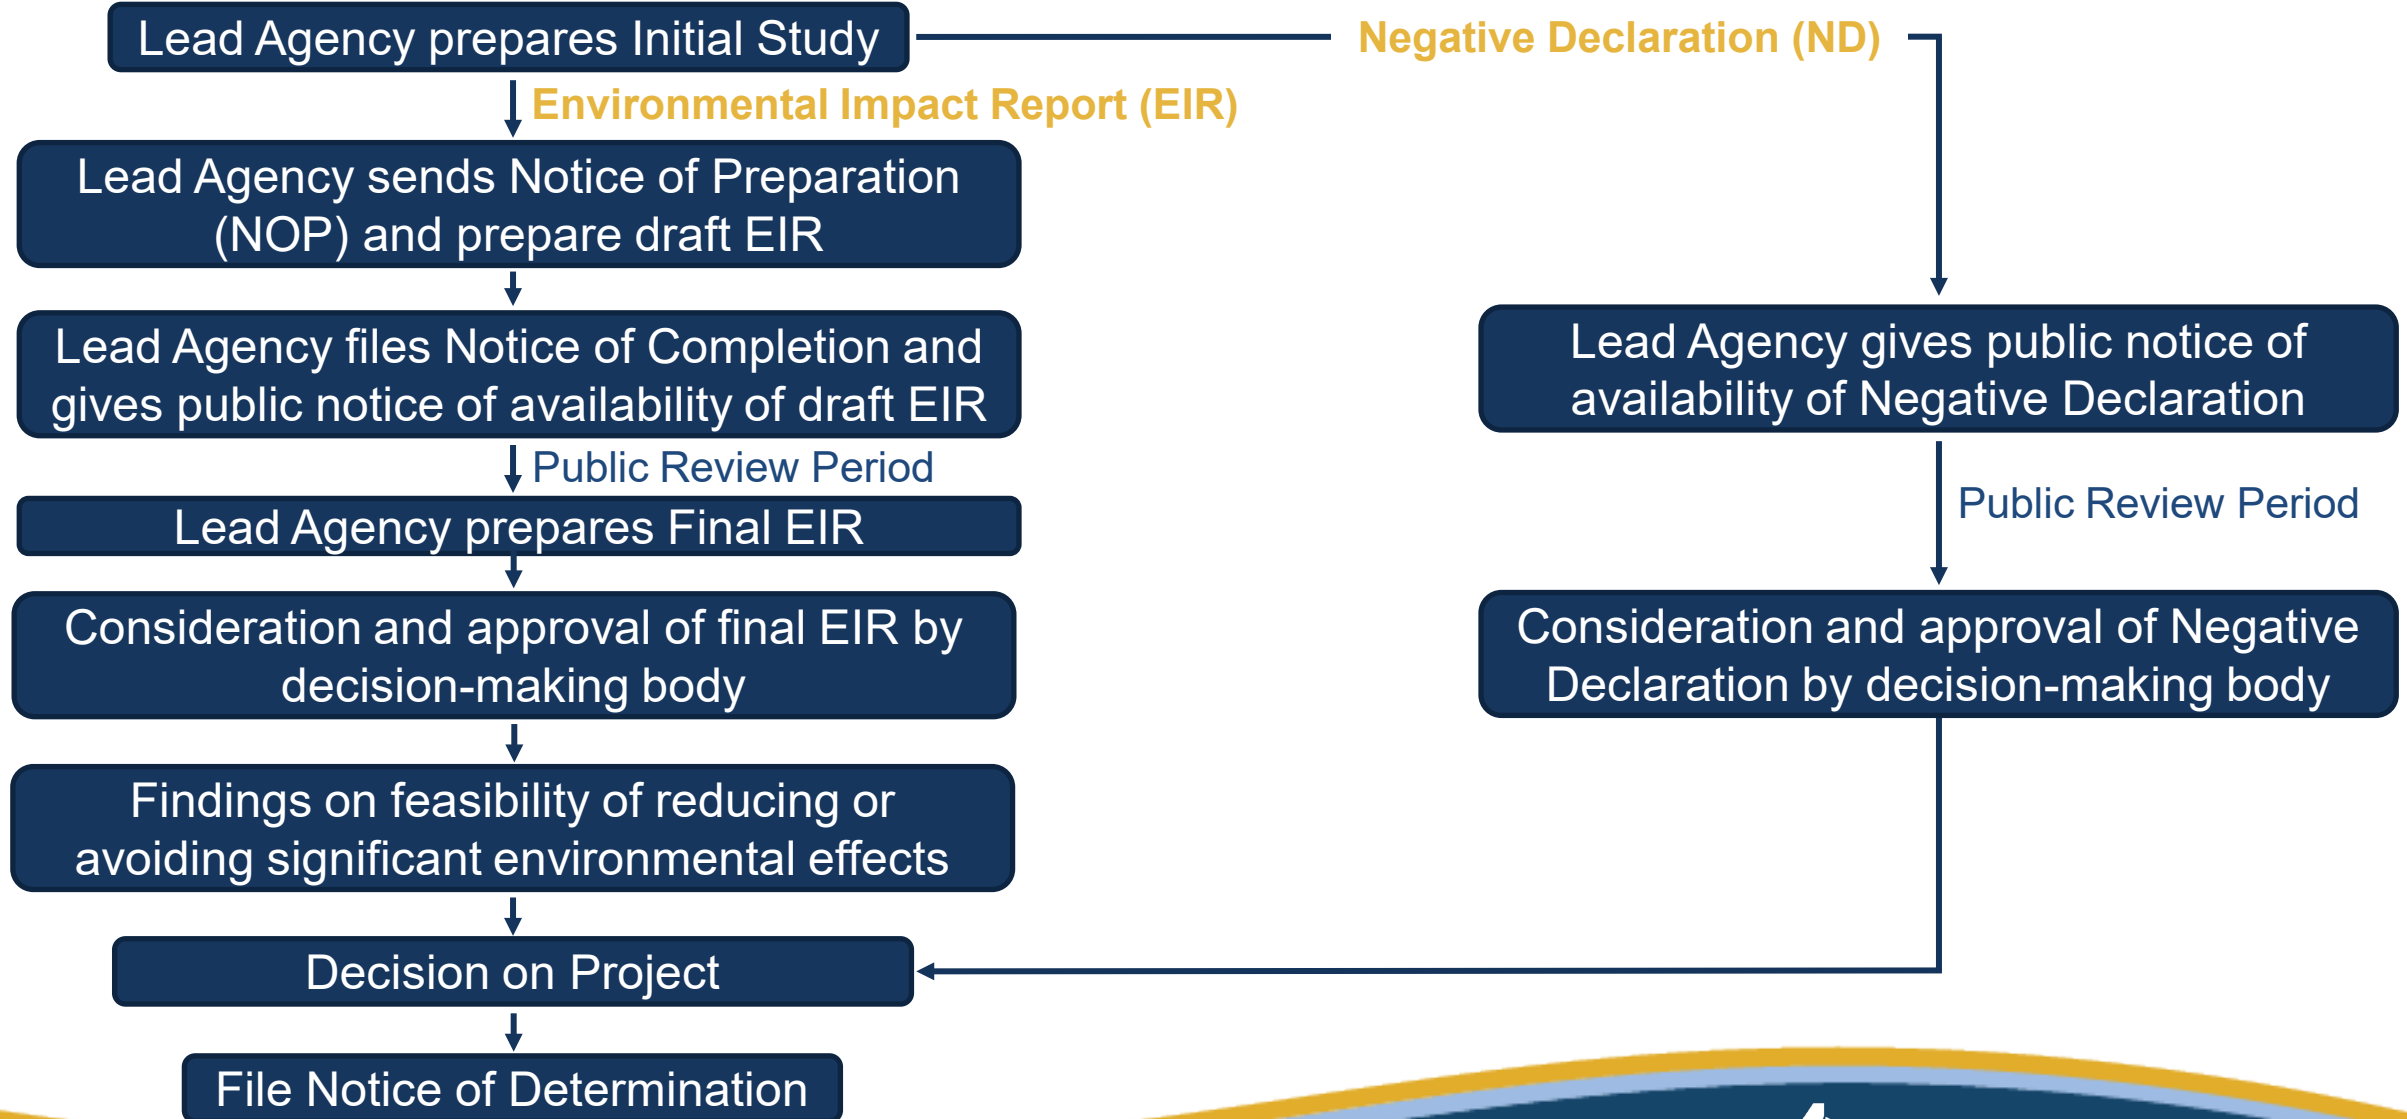 Lead Agency prepares Initial Study
Negative Declaration (ND)
Environmental Impact Report (EIR)
Lead Agency sends Notice of Preparation
(NOP) and prepare draft EIR
Lead Agency files Notice of Completion and
gives public notice of availability of draft EIR
Public Review Period
Lead Agency prepares Final EIR
Consideration and approval of final EIR by
decision-making body
Findings on feasibility of reducing or
avoiding significant environmental effects
Lead Agency gives public notice of
availability of Negative Declaration
Public Review Period
Consideration and approval of Negative
Declaration by decision-making body
Decision on Project
File Notice of Determination